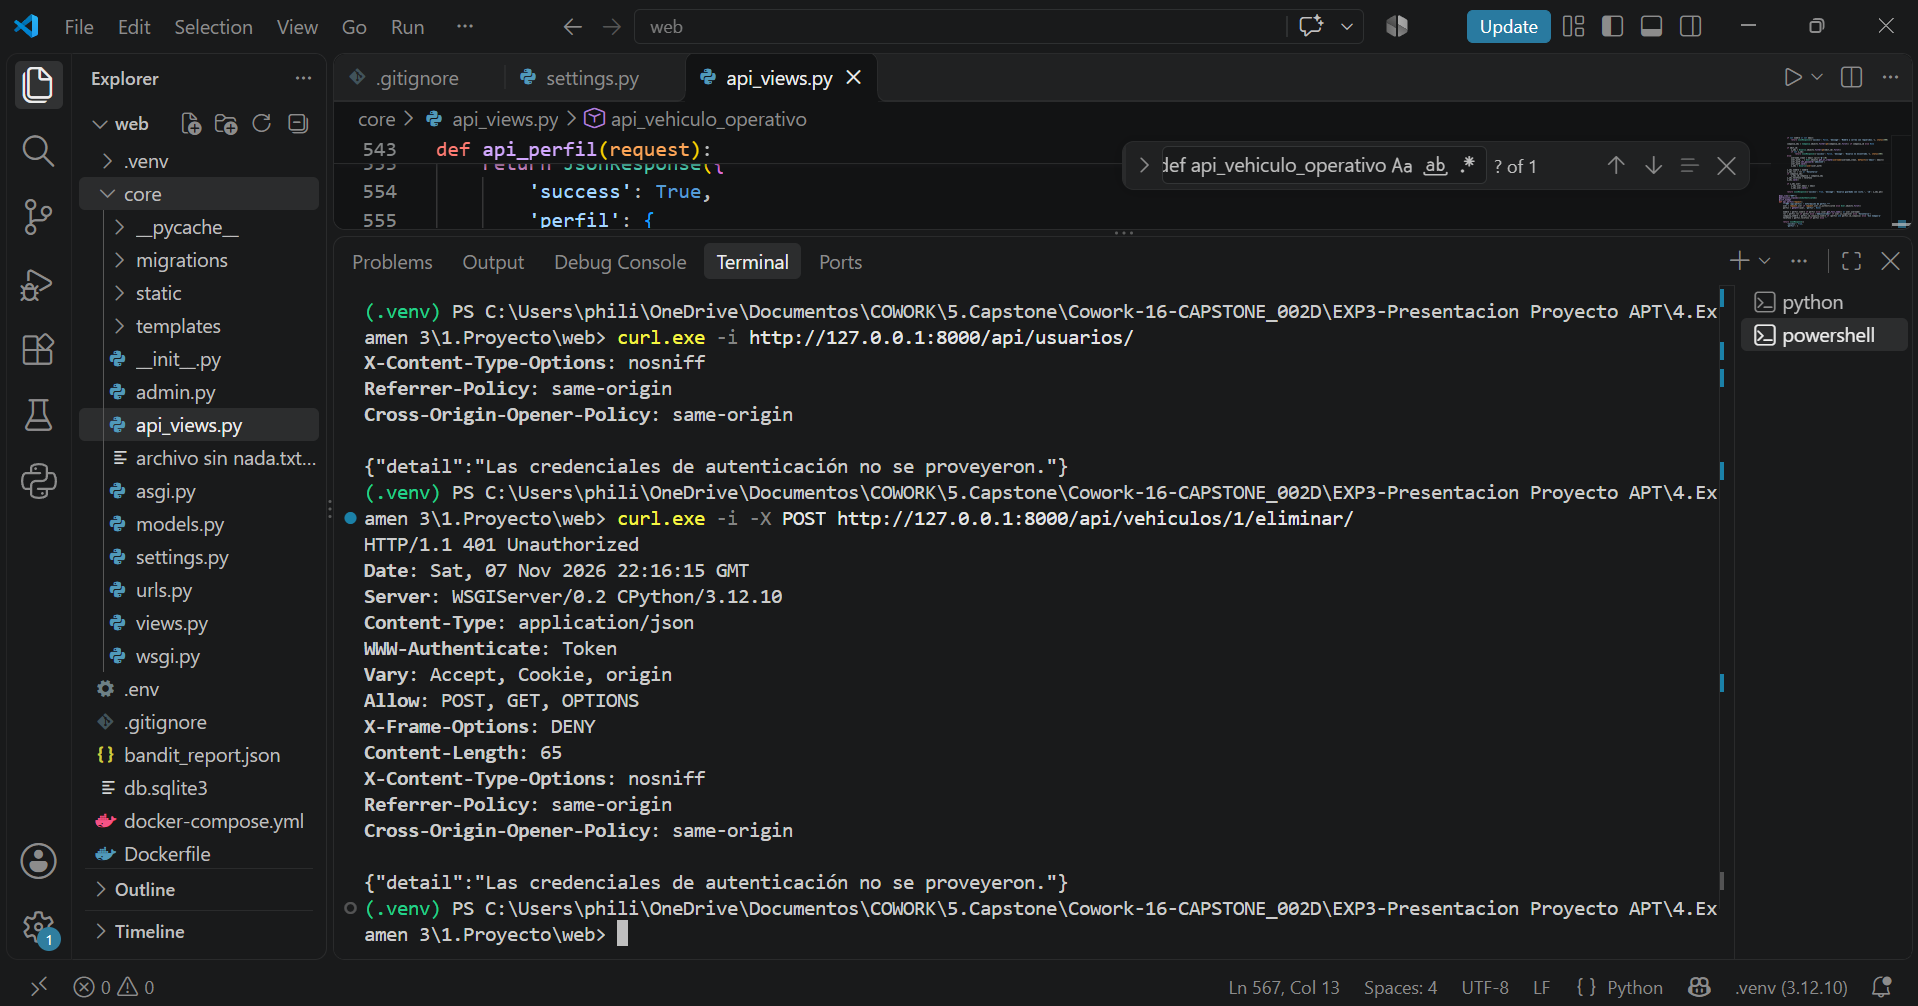 File Edit Selection View Go Run ··· web Update
Explorer ···
web
.venv
core
__pycache__
migrations
static
templates
__init__.py
admin.py
api_views.py
archivo sin nada.txt...
asgi.py
models.py
settings.py
urls.py
views.py
wsgi.py
.env
.gitignore
bandit_report.json
db.sqlite3
docker-compose.yml
Dockerfile
Outline
Timeline
1
.gitignore settings.py api_views.py
core > api_views.py > api_vehiculo_operativo
543 def api_perfil(request):
553 return JsonResponse({
554 'success': True,
555 'perfil': {
def api_vehiculo_operativo Aa ab .* ? of 1
Problems Output Debug Console Terminal Ports
python
powershell
(.venv) PS C:\Users\phili\OneDrive\Documentos\COWORK\5.Capstone\Cowork-16-CAPSTONE_002D\EXP3-Presentacion Proyecto APT\4.Ex
amen 3\1.Proyecto\web> curl.exe -i http://127.0.0.1:8000/api/usuarios/
X-Content-Type-Options: nosniff
Referrer-Policy: same-origin
Cross-Origin-Opener-Policy: same-origin
{"detail":"Las credenciales de autenticación no se proveyeron."}
(.venv) PS C:\Users\phili\OneDrive\Documentos\COWORK\5.Capstone\Cowork-16-CAPSTONE_002D\EXP3-Presentacion Proyecto APT\4.Ex
amen 3\1.Proyecto\web> curl.exe -i -X POST http://127.0.0.1:8000/api/vehiculos/1/eliminar/
HTTP/1.1 401 Unauthorized
Date: Sat, 07 Nov 2026 22:16:15 GMT
Server: WSGIServer/0.2 CPython/3.12.10
Content-Type: application/json
WWW-Authenticate: Token
Vary: Accept, Cookie, origin
Allow: POST, GET, OPTIONS
X-Frame-Options: DENY
Content-Length: 65
X-Content-Type-Options: nosniff
Referrer-Policy: same-origin
Cross-Origin-Opener-Policy: same-origin
{"detail":"Las credenciales de autenticación no se proveyeron."}
(.venv) PS C:\Users\phili\OneDrive\Documentos\COWORK\5.Capstone\Cowork-16-CAPSTONE_002D\EXP3-Presentacion Proyecto APT\4.Ex
amen 3\1.Proyecto\web>
0 0 Ln 567, Col 13 Spaces: 4 UTF-8 LF { } Python .venv (3.12.10)